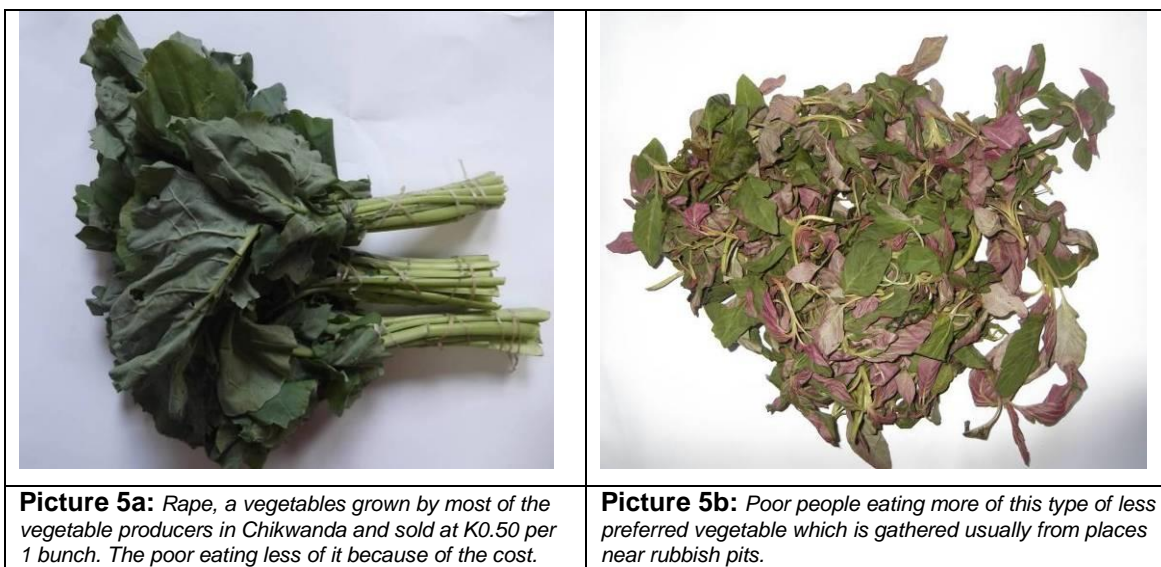 Picture 5a: Rape, a vegetables grown by most of the
vegetable producers in Chikwanda and sold at K0.50 per
1 bunch. The poor eating less of it because of the cost.
Picture 5b: Poor people eating more of this type of less
preferred vegetable which is gathered usually from places
near rubbish pits.